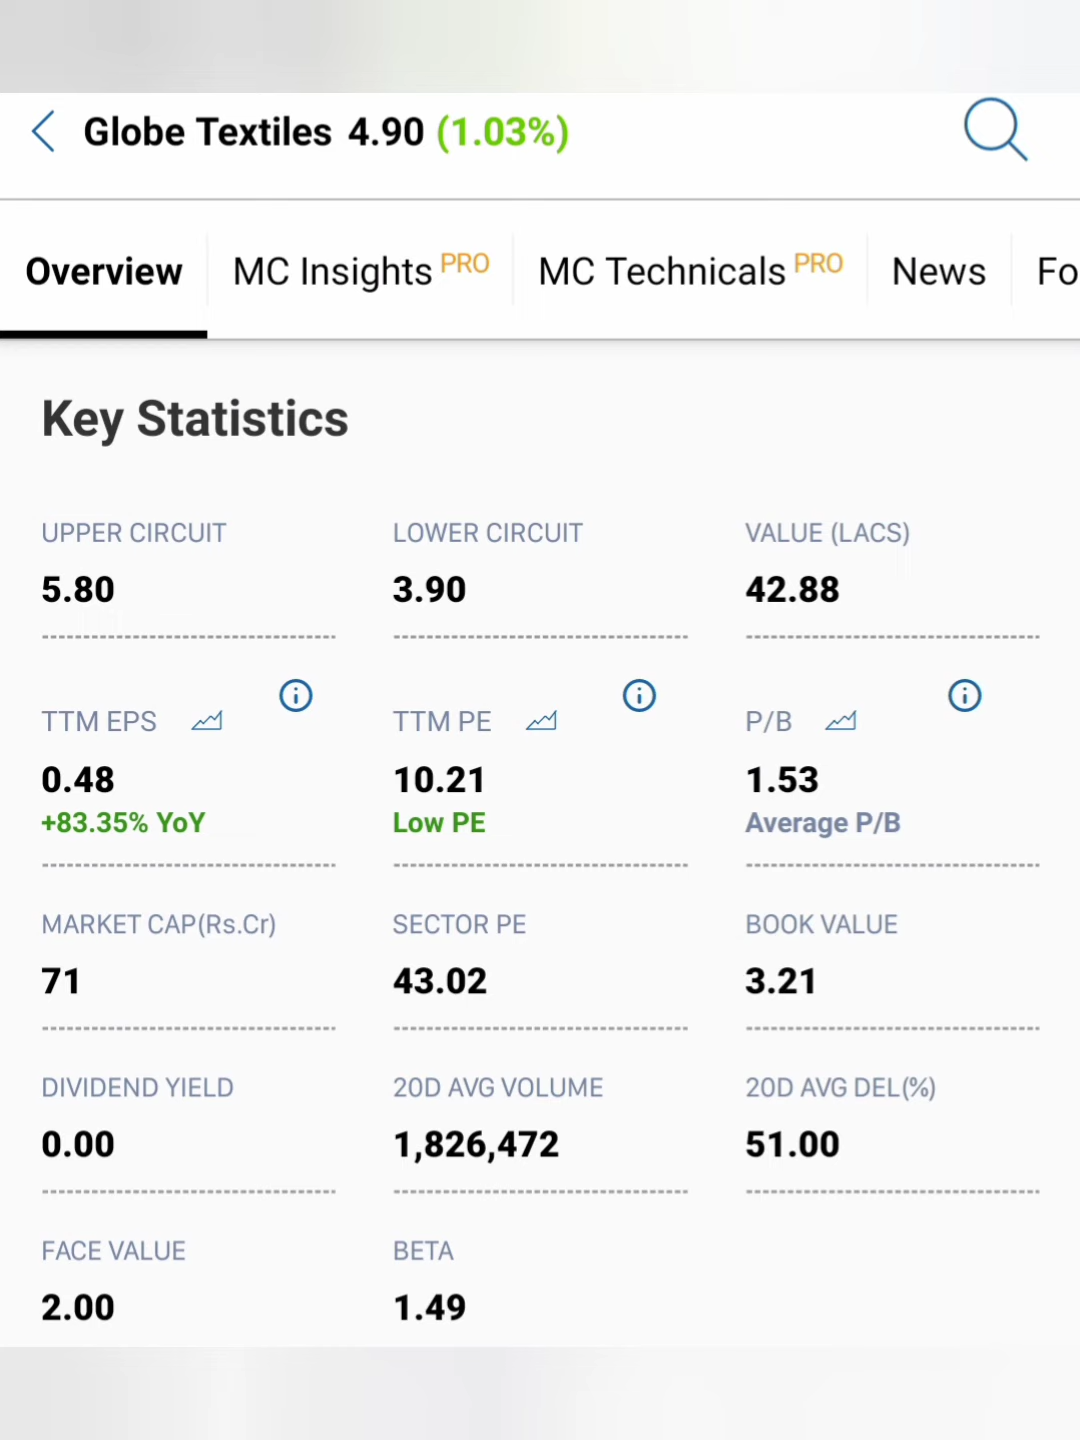 Globe Textiles 4.90 (1.03%)
Overview MC Insights PRO MC Technicals PRO News Fo
Key Statistics
UPPER CIRCUIT LOWER CIRCUIT VALUE (LACS)
5.80 3.90 42.88
TTM EPS TTM PE P/B
0.48 10.21 1.53
+83.35% YoY Low PE Average P/B
MARKET CAP(Rs.Cr) SECTOR PE BOOK VALUE
71 43.02 3.21
DIVIDEND YIELD 20D AVG VOLUME 20D AVG DEL(%)
0.00 1,826,472 51.00
FACE VALUE BETA
2.00 1.49